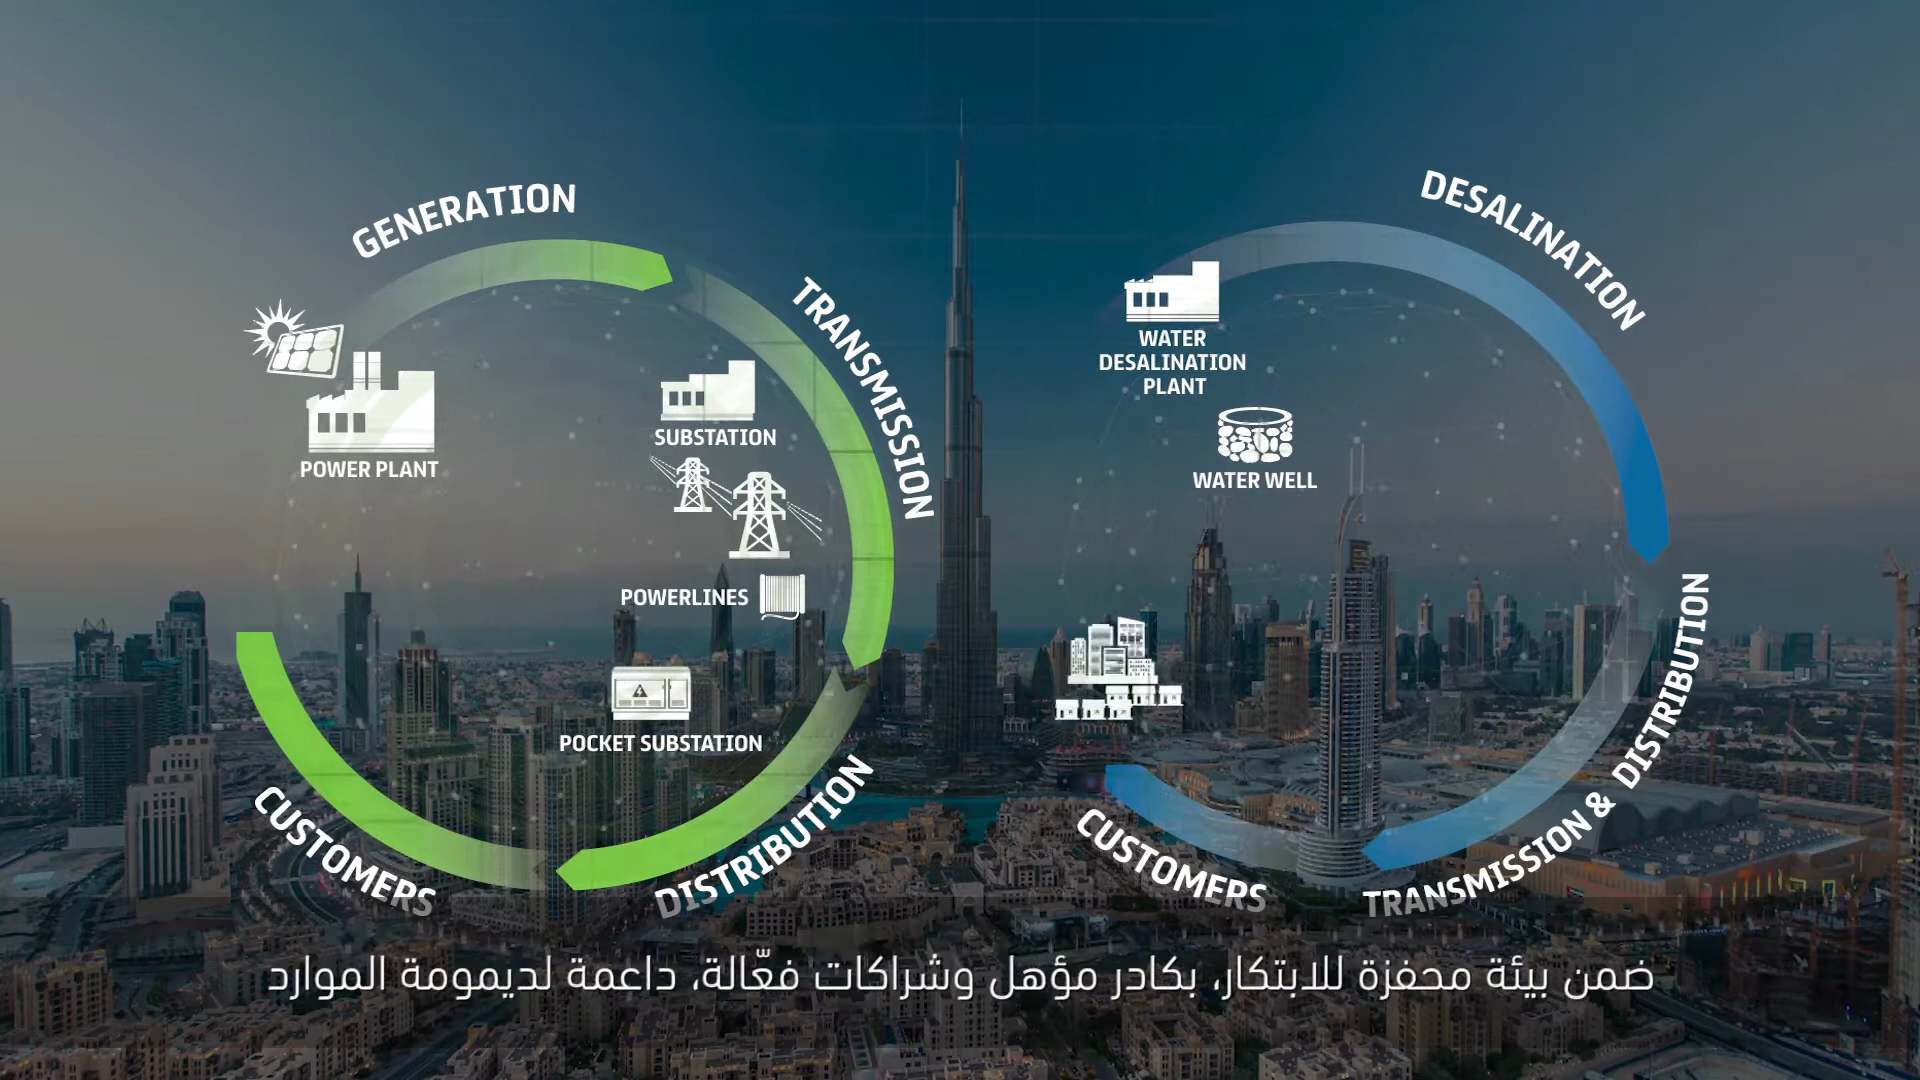 GENERATION
TRANSMISSION
POWER PLANT
SUBSTATION
POWERLINES
POCKET SUBSTATION
CUSTOMERS
DISTRIBUTION
DESALINATION
WATER
DESALINATION
PLANT
WATER WELL
CUSTOMERS
TRANSMISSION & DISTRIBUTION
ضمن بيئة محفزة للابتكار، بكادر مؤهل وشراكات فعّالة، داعمة لديمومة الموارد